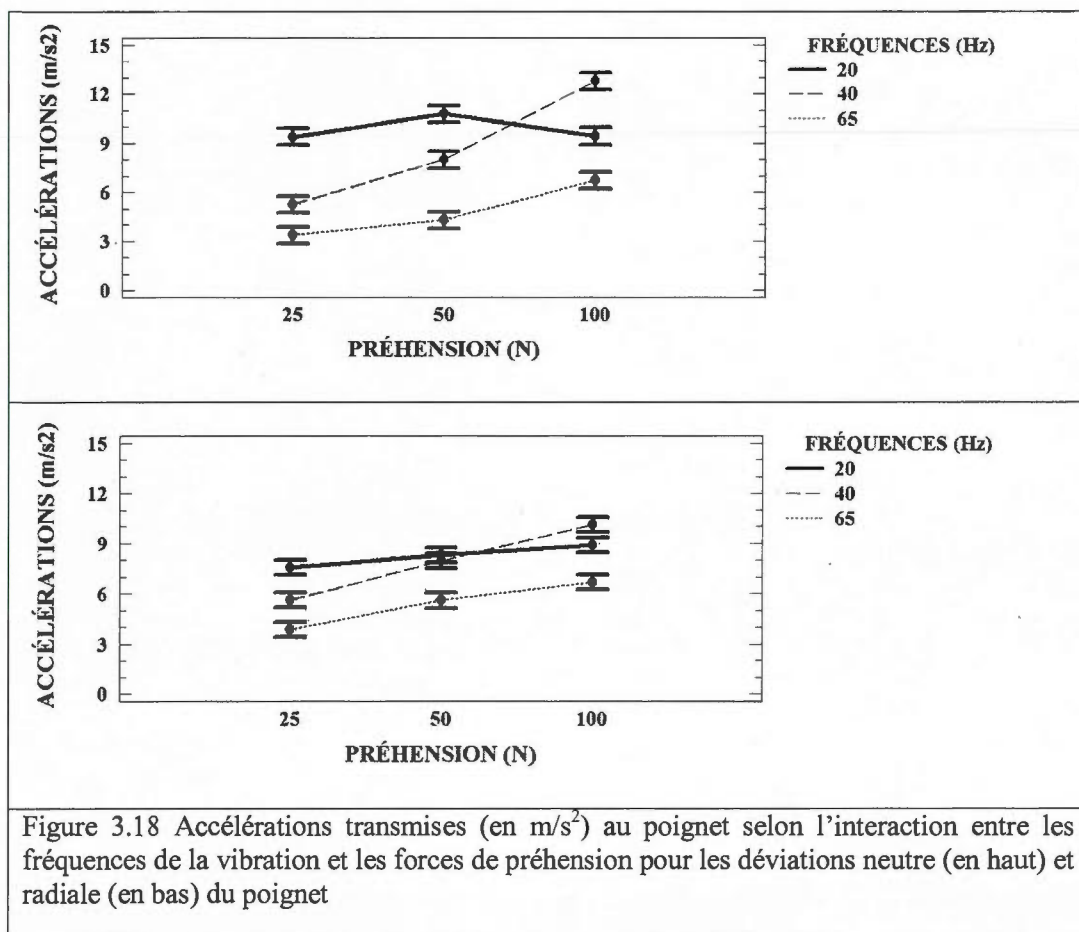 ACCÉLÉRATIONS (m/s2)
15
12
9
6
3
0
25 50 100
PRÉHENSION (N)
FRÉQUENCES (Hz)
20
40
65
ACCÉLÉRATIONS (m/s2)
15
12
9
6
3
0
25 50 100
PRÉHENSION (N)
FRÉQUENCES (Hz)
20
40
65
Figure 3.18 Accélérations transmises (en m/s²) au poignet selon l'interaction entre les
fréquences de la vibration et les forces de préhension pour les déviations neutre (en haut) et
radiale (en bas) du poignet